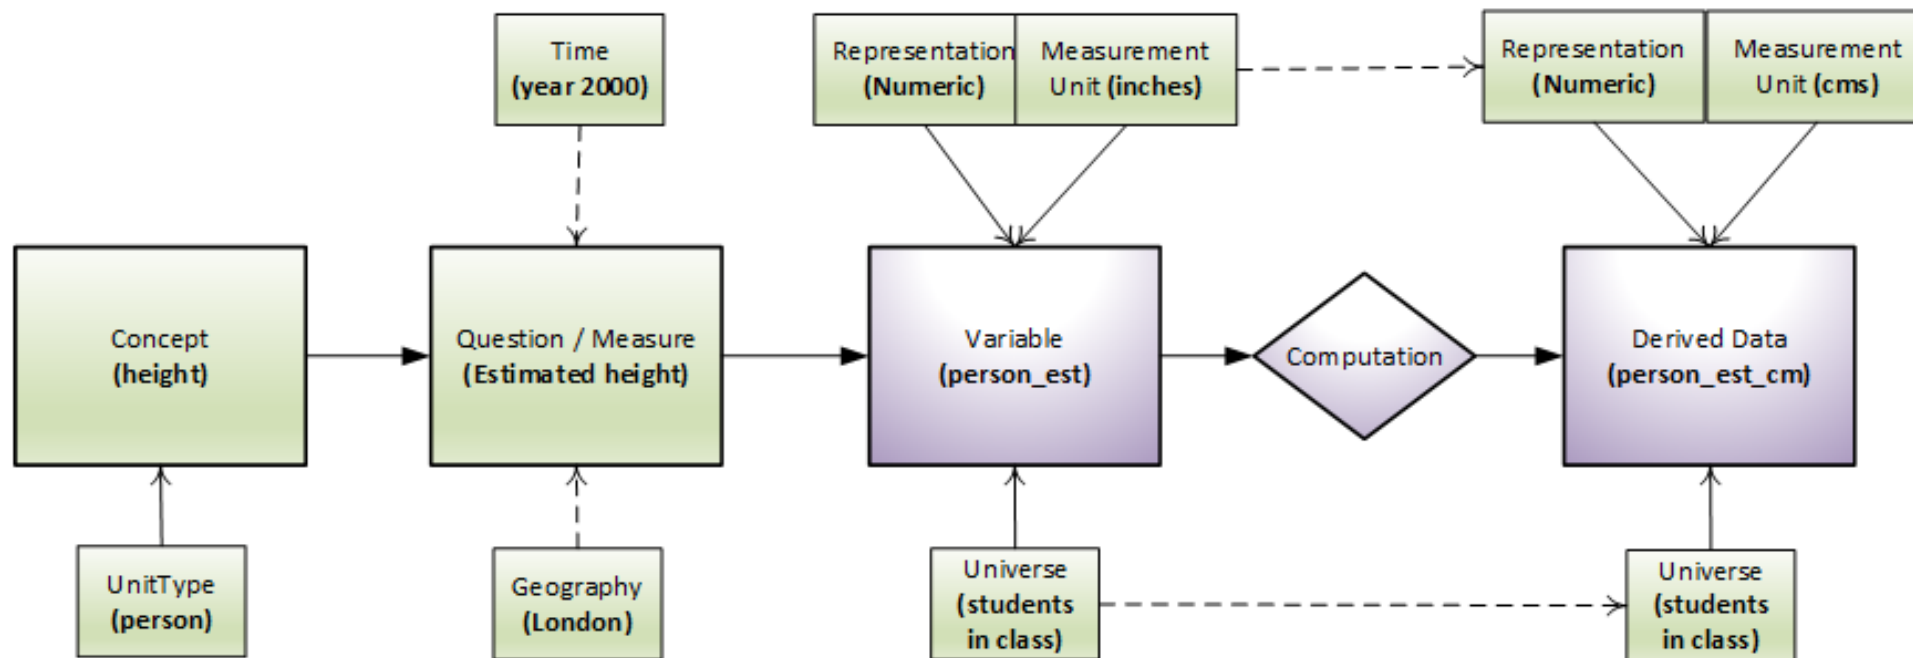 Time
(year 2000)
Representation
(Numeric)
Measurement
Unit (inches)
Representation
(Numeric)
Measurement
Unit (cms)
Concept
(height)
Question / Measure
(Estimated height)
Variable
(person_est)
Computation
Derived Data
(person_est_cm)
UnitType
(person)
Geography
(London)
Universe
(students
in class)
Universe
(students
in class)